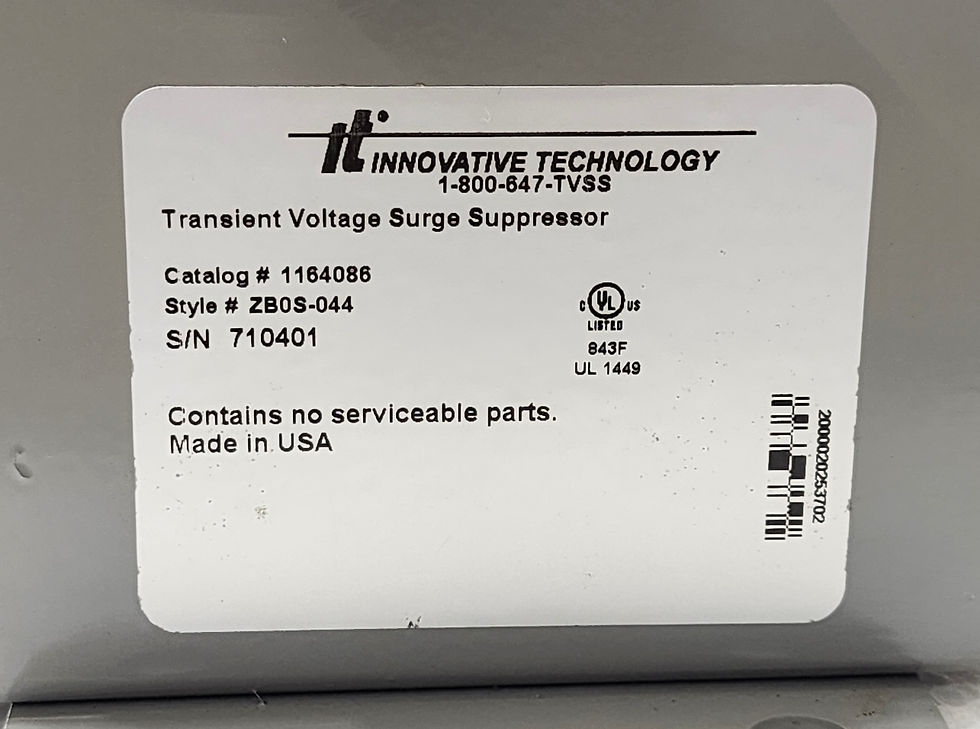 it
INNOVATIVE TECHNOLOGY
1-800-647-TVSS
Transient Voltage Surge Suppressor
Catalog # 1164086
Style # ZB0S-044
S/N 710401
C UL US
LISTED
843F
UL 1449
Contains no serviceable parts.
Made in USA
2000020253702